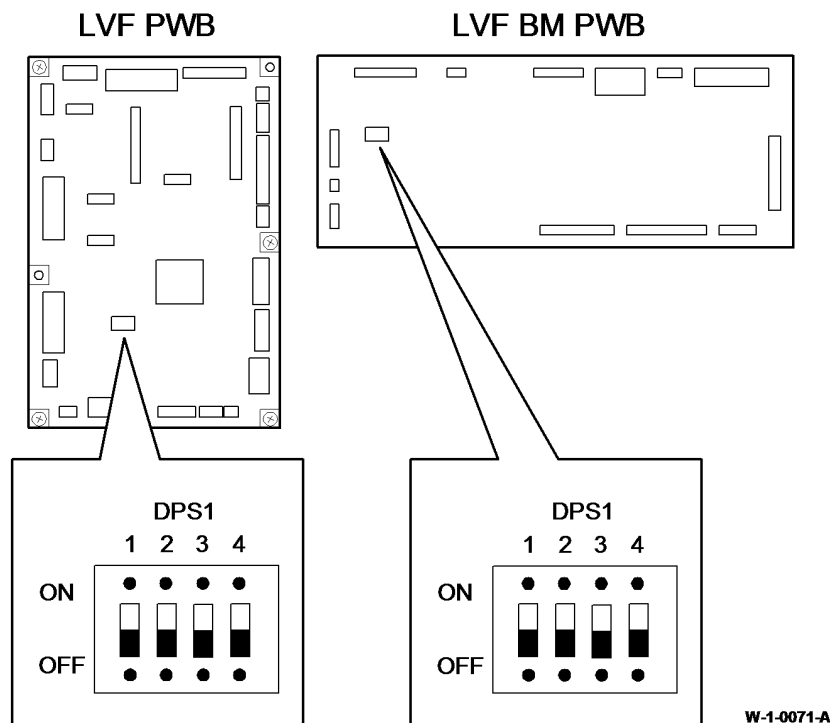 LVF PWB
LVF BM PWB
DPS1
1 2 3 4
ON
OFF
DPS1
1 2 3 4
ON
OFF
W-1-0071-A